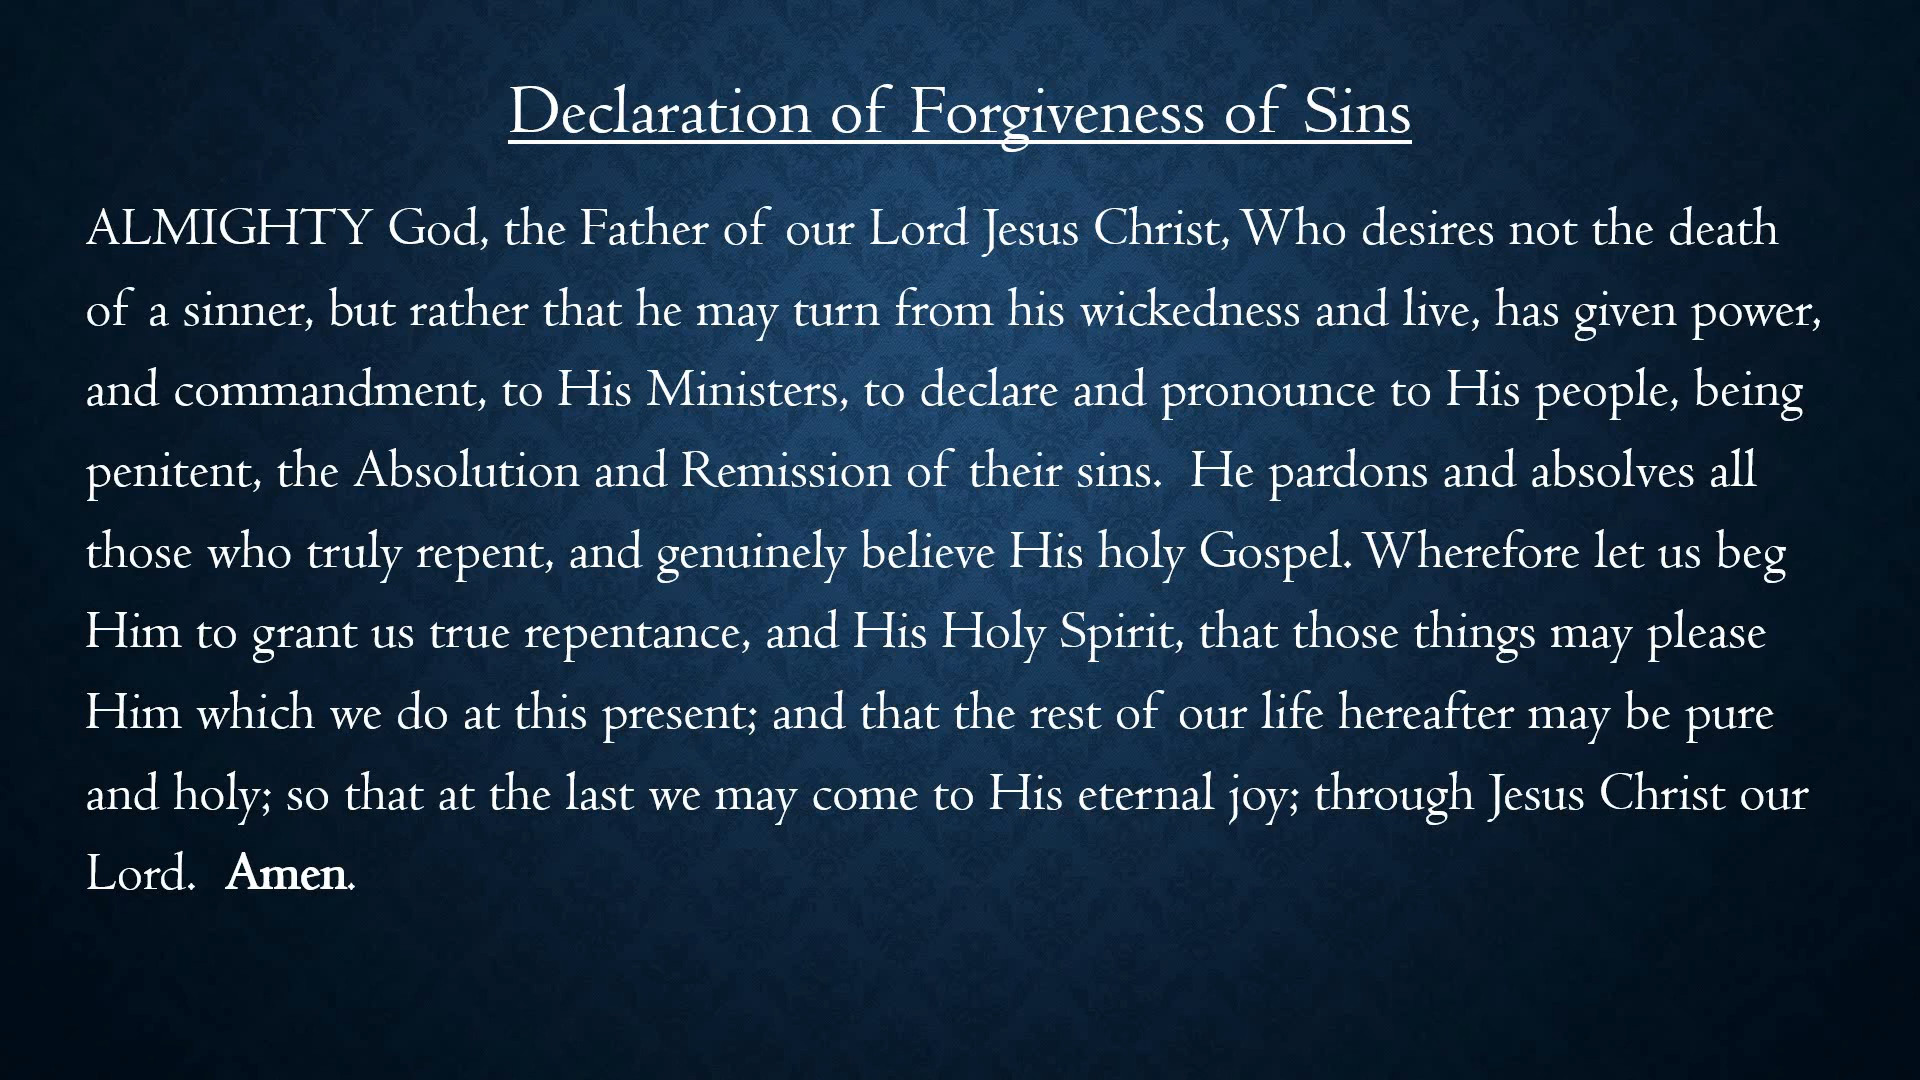 Declaration of Forgiveness of Sins
ALMIGHTY God, the Father of our Lord Jesus Christ, Who desires not the death
of a sinner, but rather that he may turn from his wickedness and live, has given power,
and commandment, to His Ministers, to declare and pronounce to His people, being
penitent, the Absolution and Remission of their sins.  He pardons and absolves all
those who truly repent, and genuinely believe His holy Gospel. Wherefore let us beg
Him to grant us true repentance, and His Holy Spirit, that those things may please
Him which we do at this present; and that the rest of our life hereafter may be pure
and holy; so that at the last we may come to His eternal joy; through Jesus Christ our
Lord.  Amen.